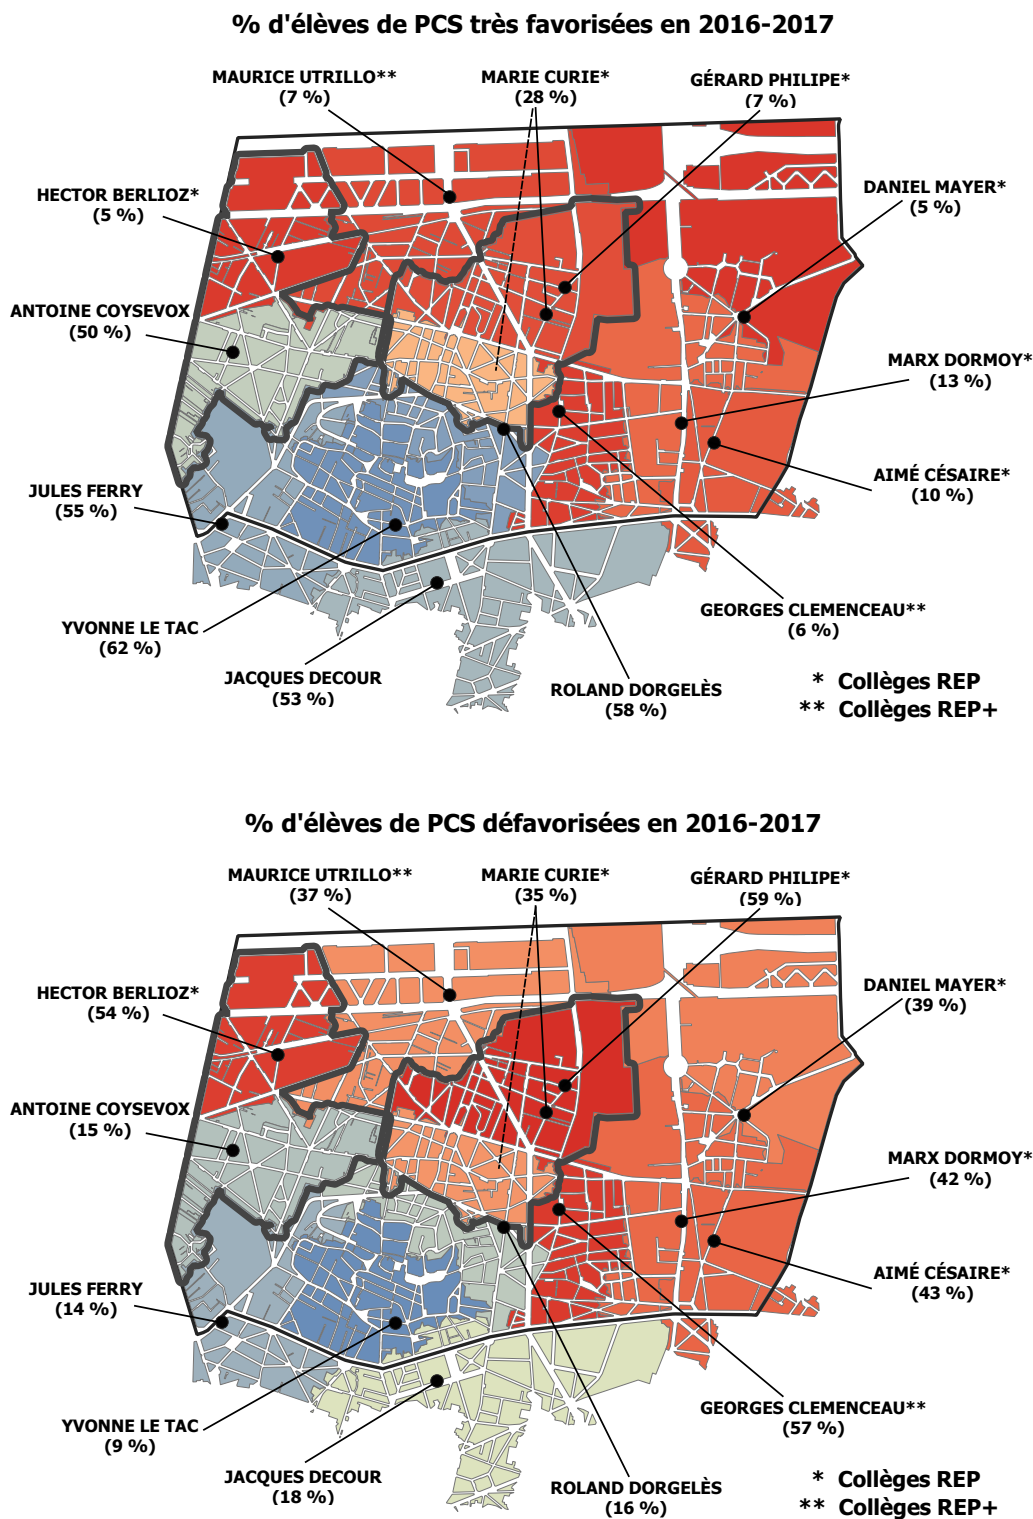 % d'élèves de PCS très favorisées en 2016-2017
MAURICE UTRILLO**
(7 %)
MARIE CURIE*
(28 %)
GÉRARD PHILIPE*
(7 %)
HECTOR BERLIOZ*
(5 %)
DANIEL MAYER*
(5 %)
ANTOINE COYSEVOX
(50 %)
MARX DORMOY*
(13 %)
JULES FERRY
(55 %)
AIMÉ CÉSAIRE*
(10 %)
YVONNE LE TAC
(62 %)
JACQUES DECOUR
(53 %)
ROLAND DORGELÈS
(58 %)
GEORGES CLEMENCEAU**
(6 %)
* Collèges REP
** Collèges REP+
% d'élèves de PCS défavorisées en 2016-2017
MAURICE UTRILLO**
(37 %)
MARIE CURIE*
(35 %)
GÉRARD PHILIPE*
(59 %)
HECTOR BERLIOZ*
(54 %)
DANIEL MAYER*
(39 %)
ANTOINE COYSEVOX
(15 %)
MARX DORMOY*
(42 %)
JULES FERRY
(14 %)
AIMÉ CÉSAIRE*
(43 %)
YVONNE LE TAC
(9 %)
JACQUES DECOUR
(18 %)
ROLAND DORGELÈS
(16 %)
GEORGES CLEMENCEAU**
(57 %)
* Collèges REP
** Collèges REP+